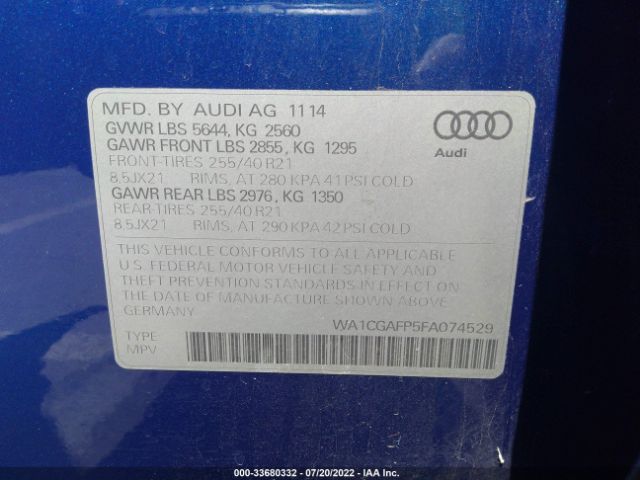 MFD. BY AUDI AG 11 14
GVWR LBS 5644, KG 2560
GAWR FRONT LBS 2855, KG 1295
FRONT-TIRES 255/40 R21
8.5JX21 RIMS, AT 280 KPA 41 PSI COLD
GAWR REAR LBS 2976, KG 1350
REAR-TIRES 255/40 R21
8.5JX21 RIMS, AT 290 KPA 42 PSI COLD
Audi
THIS VEHICLE CONFORMS TO ALL APPLICABLE
U.S. FEDERAL MOTOR VEHICLE SAFETY AND
THEFT PREVENTION STANDARDS IN EFFECT ON
THE DATE OF MANUFACTURE SHOWN ABOVE.
GERMANY
WA1CGAFP5FA074529
TYPE
MPV
000-33680332 - 07/20/2022 - IAA Inc.